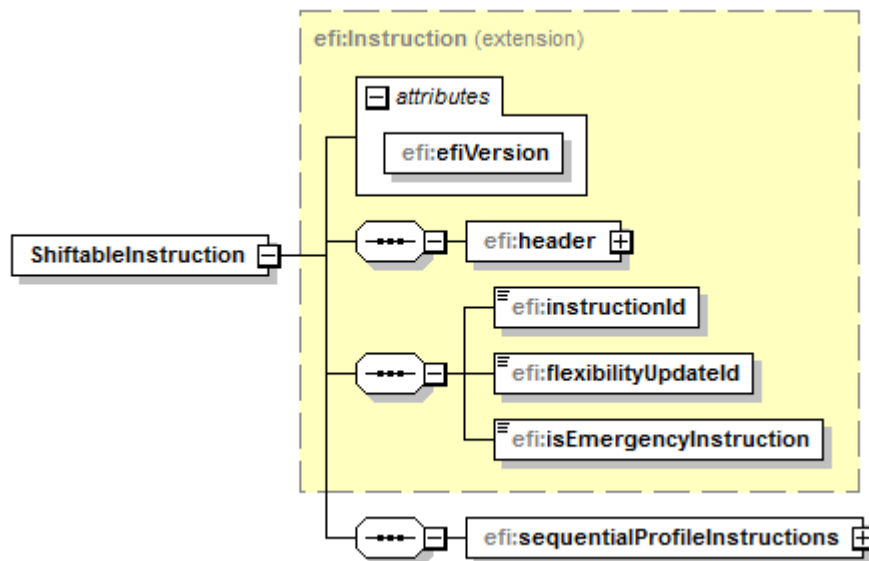 efi:Instruction (extension)
attributes
efi:efiVersion
efi:header
ShiftableInstruction
efi:instructionId
efi:flexibilityUpdateId
efi:isEmergencyInstruction
efi:sequentialProfileInstructions